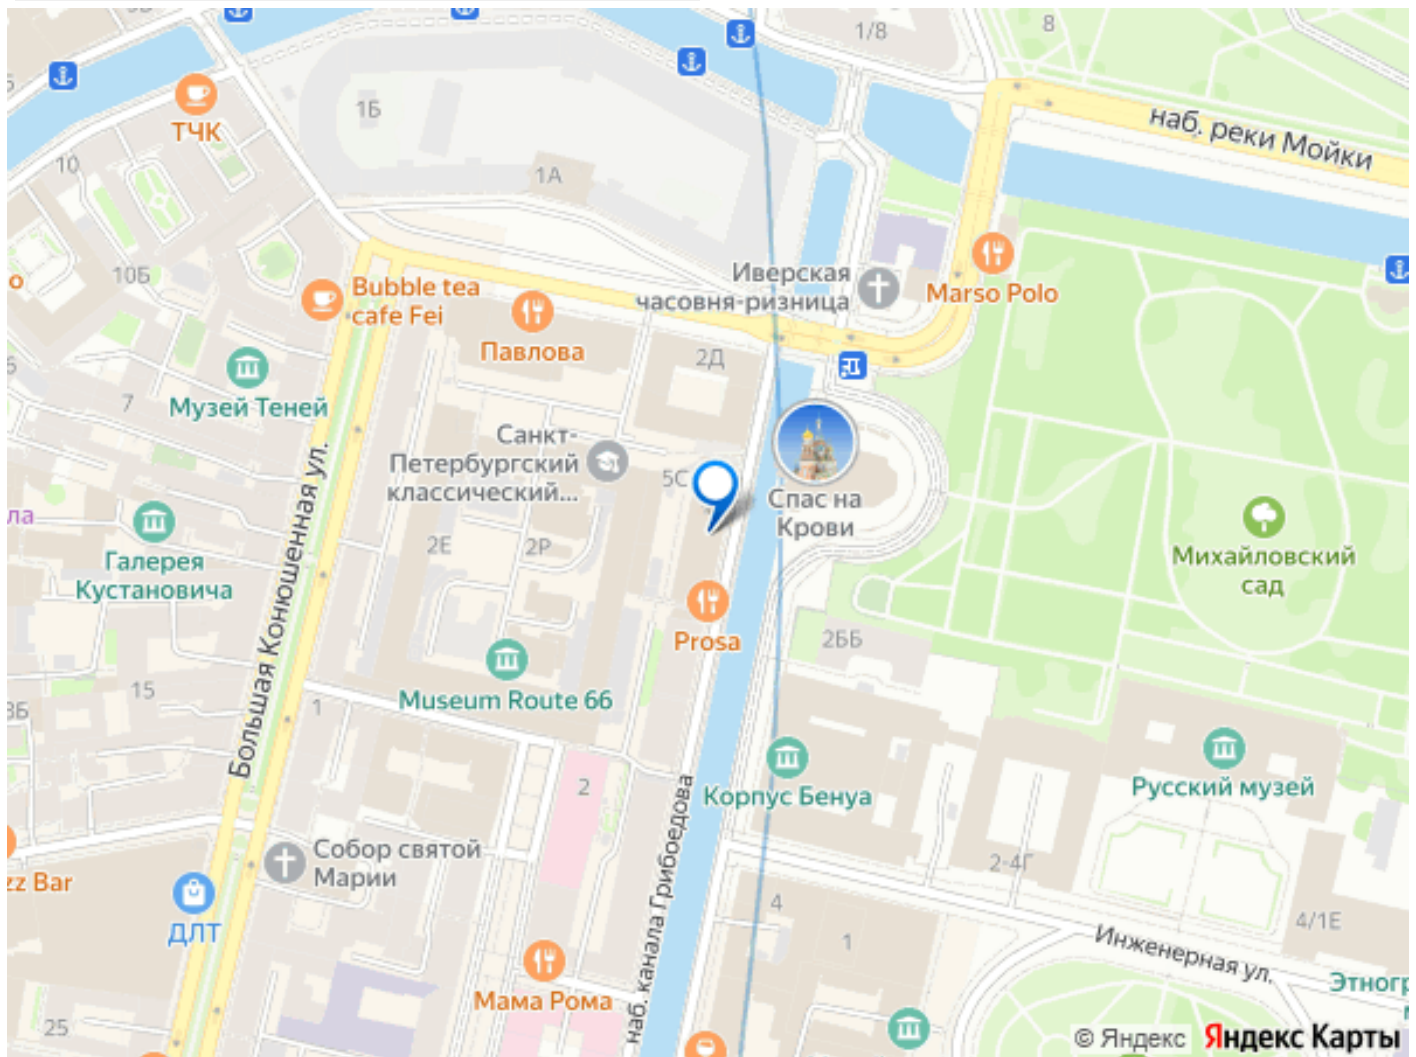 1/8
8
1Б
ТЧК
наб. реки Мойки
10
1А
10Б
Иверская
часовня-ризница
Bubble tea
cafe Fei
Marso Polo
Павлова
2Д
7
Музей Теней
Санкт-
Петербургский
классический...
5С
Спас на
Крови
Большая Конюшенная ул.
ла
Галерея
Кустановича
2Е
2Р
Михайловский
сад
Prosa
2ББ
Museum Route 66
15
1
2
Корпус Бенуа
Русский музей
наб. канала Грибоедова
Собор святой
Марии
2-4Г
zz Bar
ДЛТ
4
1
4/1Е
Инженерная ул.
Мама Рома
Этногр
25
© Яндекс Яндекс Карты